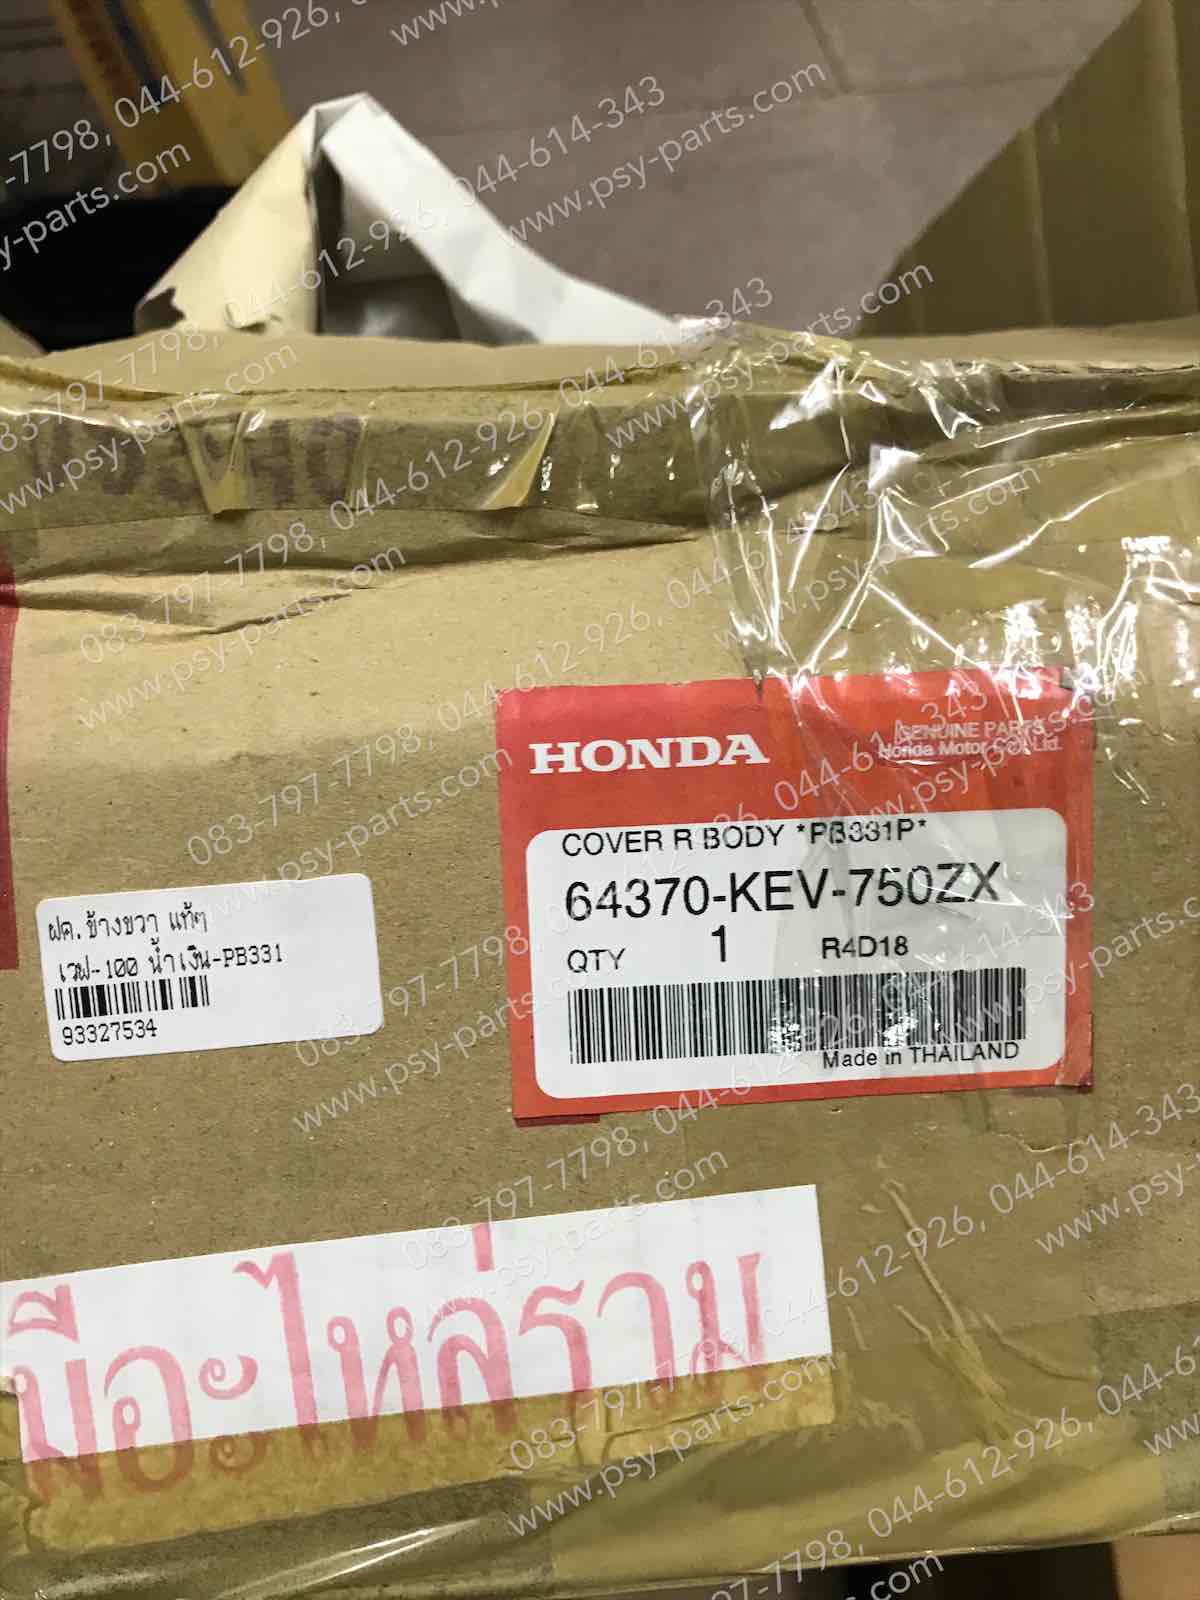 HONDA
GENUINE PARTS
Honda Motor Co., Ltd.
COVER R BODY *PB331P*
64370-KEV-750ZX
QTY 1 R4D18
Made in THAILAND
ฝค.ข้างขวา แท้ๆ
เวฟ-100 น้ำเงิน-PB331
93327534
มีอะไหล่ราม
083-797-7798, 044-612-926, 044-614-343
www.psy-parts.com